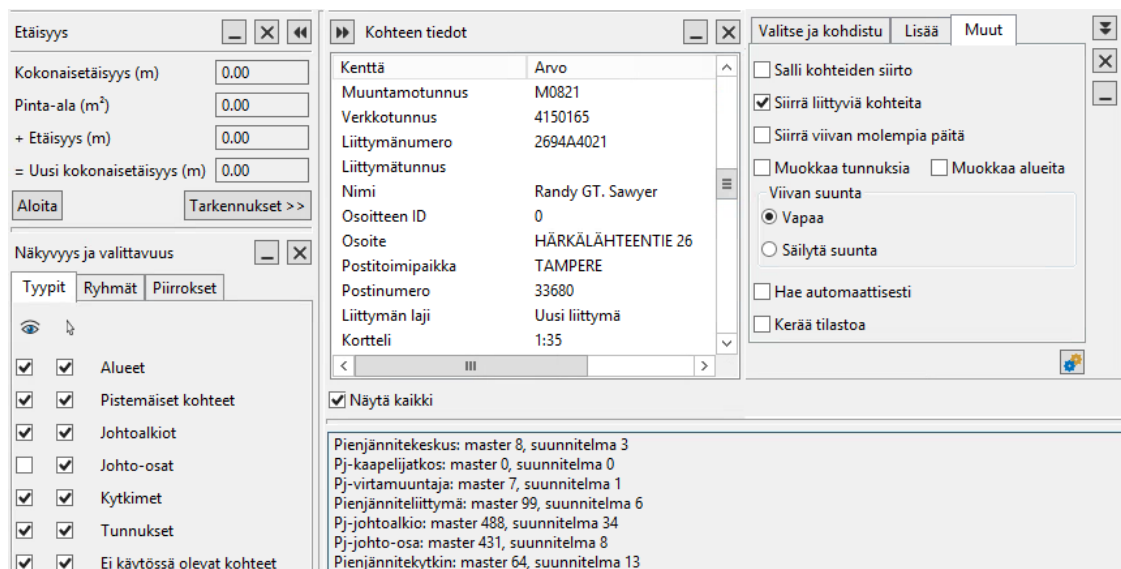 Etäisyys
Kokonaisetäisyys (m) 0.00
Pinta-ala (m²) 0.00
+ Etäisyys (m) 0.00
= Uusi kokonaisetäisyys (m) 0.00
Aloita Tarkennukset >>
Näkyvyys ja valittavuus
Tyypit Ryhmät Piirrokset
Alueet
Pistemäiset kohteet
Johtoalkiot
Johto-osat
Kytkimet
Tunnukset
Ei käytössä olevat kohteet
Kohteen tiedot
Kenttä Arvo
Muuntamotunnus M0821
Verkkotunnus 4150165
Liittymänumero 2694A4021
Liittymätunnus
Nimi Randy GT. Sawyer
Osoitteen ID 0
Osoite HÄRKÄLÄHTEENTIE 26
Postitoimipaikka TAMPERE
Postinumero 33680
Liittymän laji Uusi liittymä
Kortteli 1:35
Näytä kaikki
Pienjännitekeskus: master 8, suunnitelma 3
Pj-kaapelijatkos: master 0, suunnitelma 0
Pj-virtamuuntaja: master 7, suunnitelma 1
Pienjänniteliittymä: master 99, suunnitelma 6
Pj-johtoalkio: master 488, suunnitelma 34
Pj-johto-osa: master 431, suunnitelma 8
Pienjännitekytkin: master 64, suunnitelma 13
Valitse ja kohdistu Lisää Muut
Salli kohteiden siirto
Siirrä liittyviä kohteita
Siirrä viivan molempia päitä
Muokkaa tunnuksia Muokkaa alueita
Viivan suunta
Vapaa
Säilytä suunta
Hae automaattisesti
Kerää tilastoa